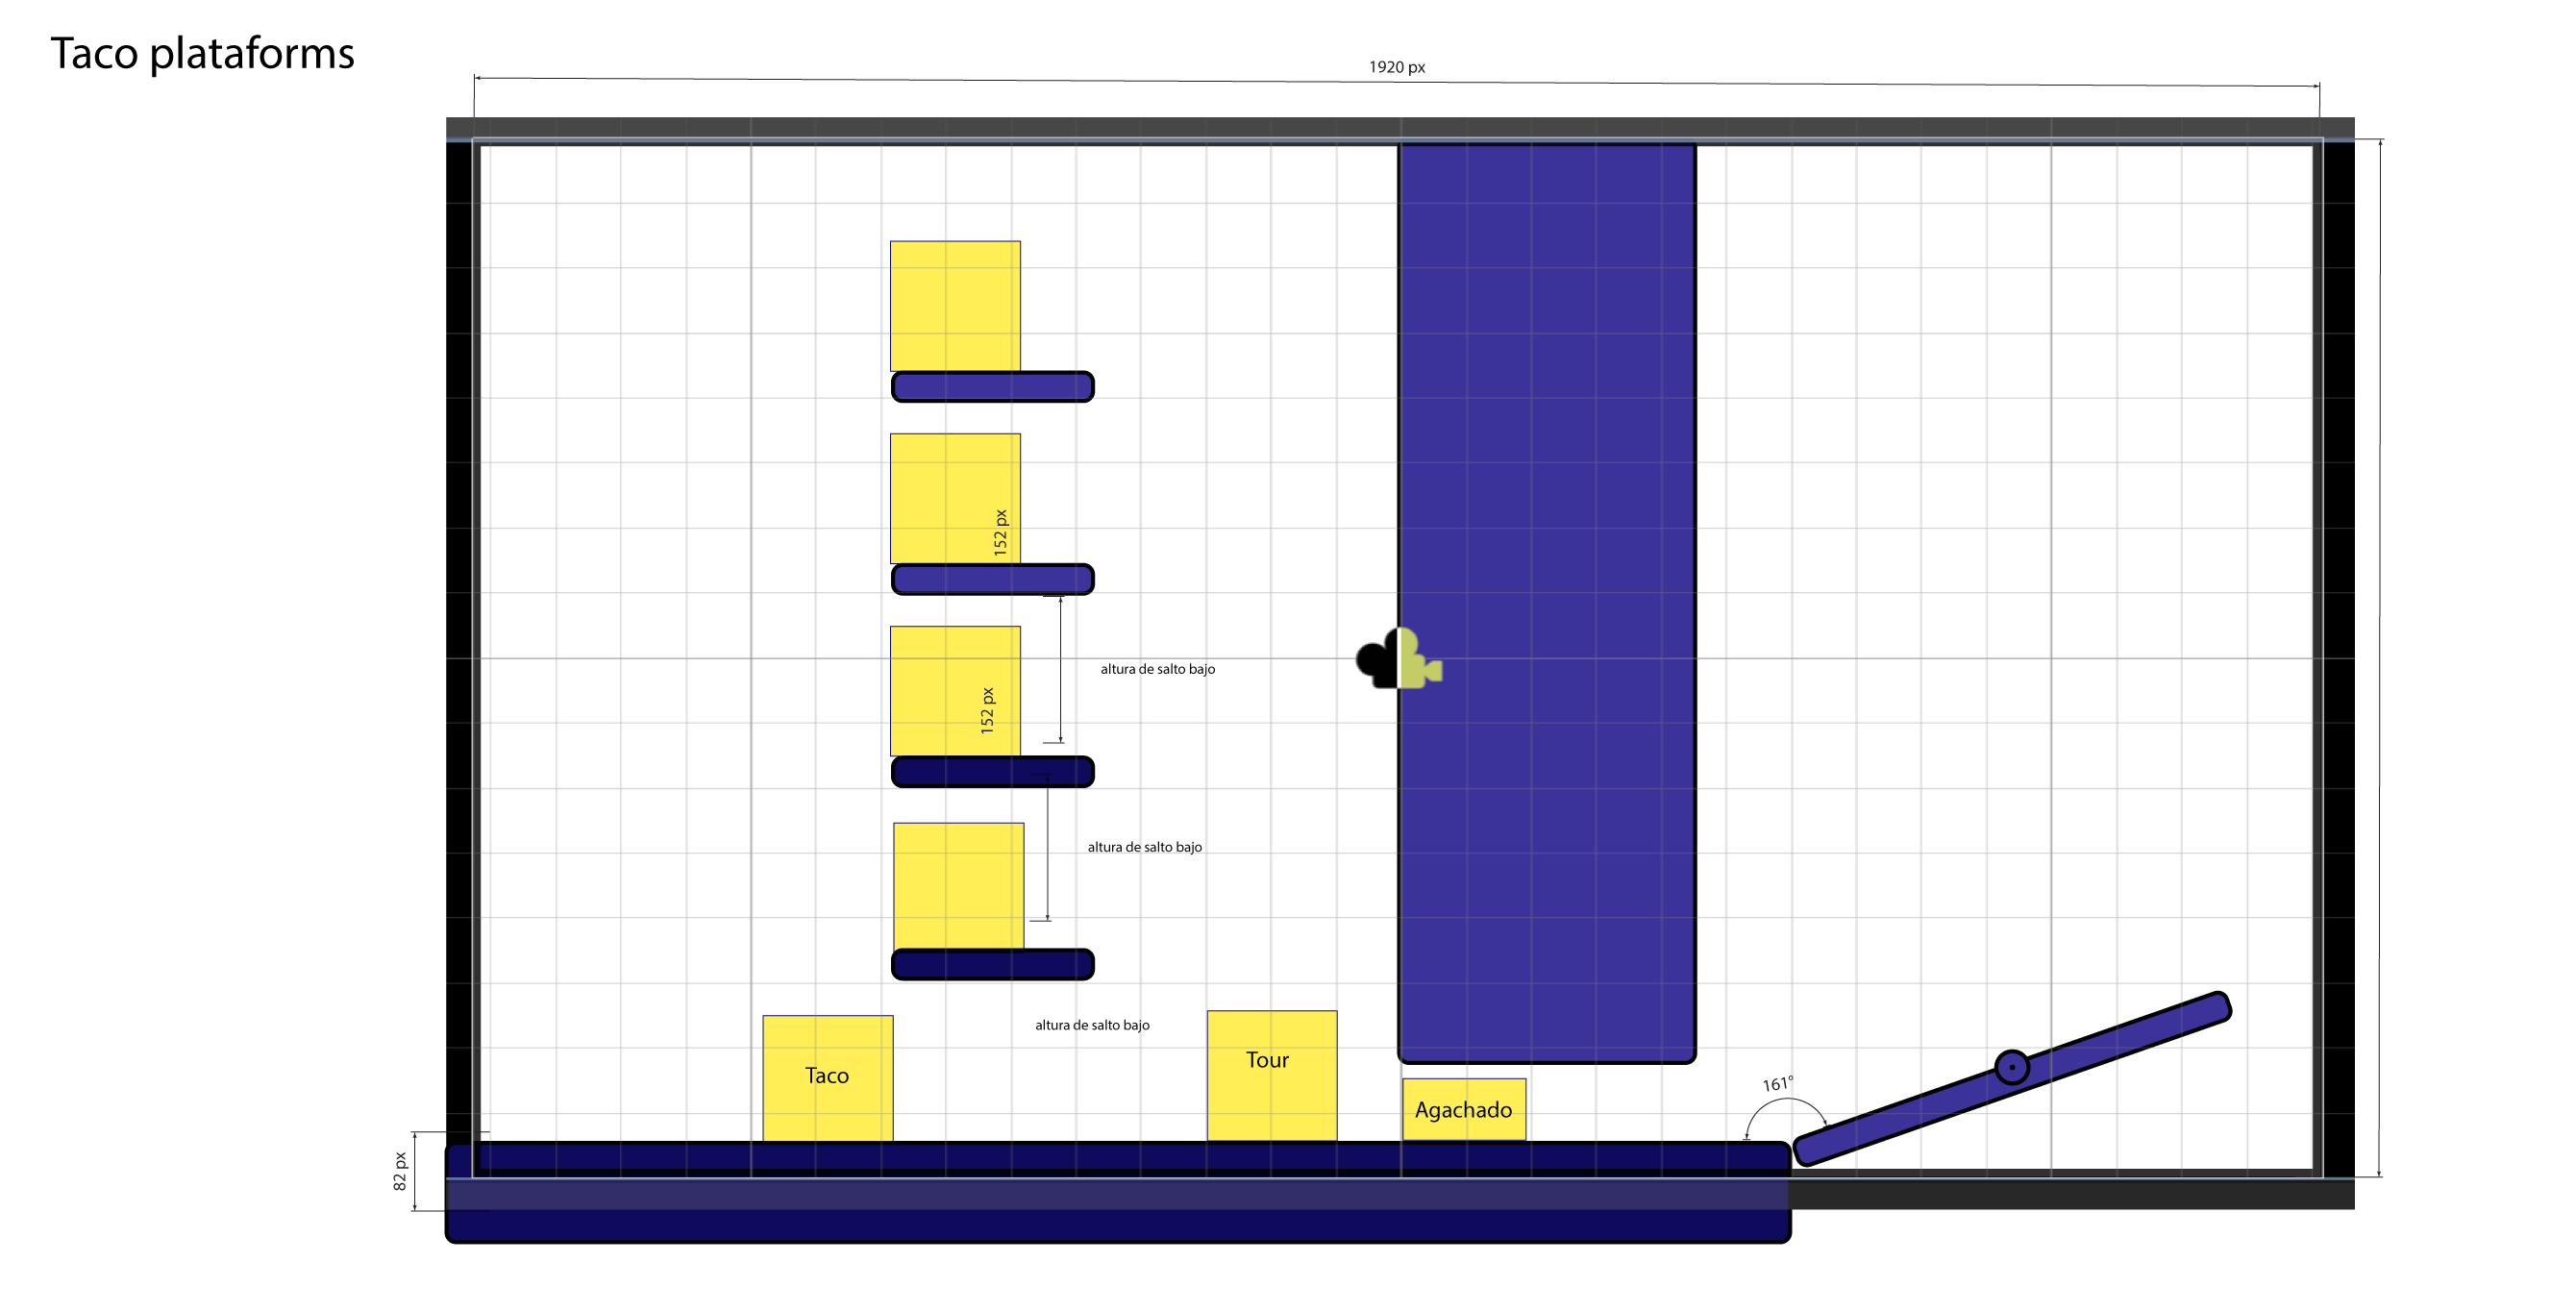 Taco plataforms
1920 px
152 px
altura de salto bajo
152 px
altura de salto bajo
altura de salto bajo
Tour
Taco
161°
Agachado
82 px